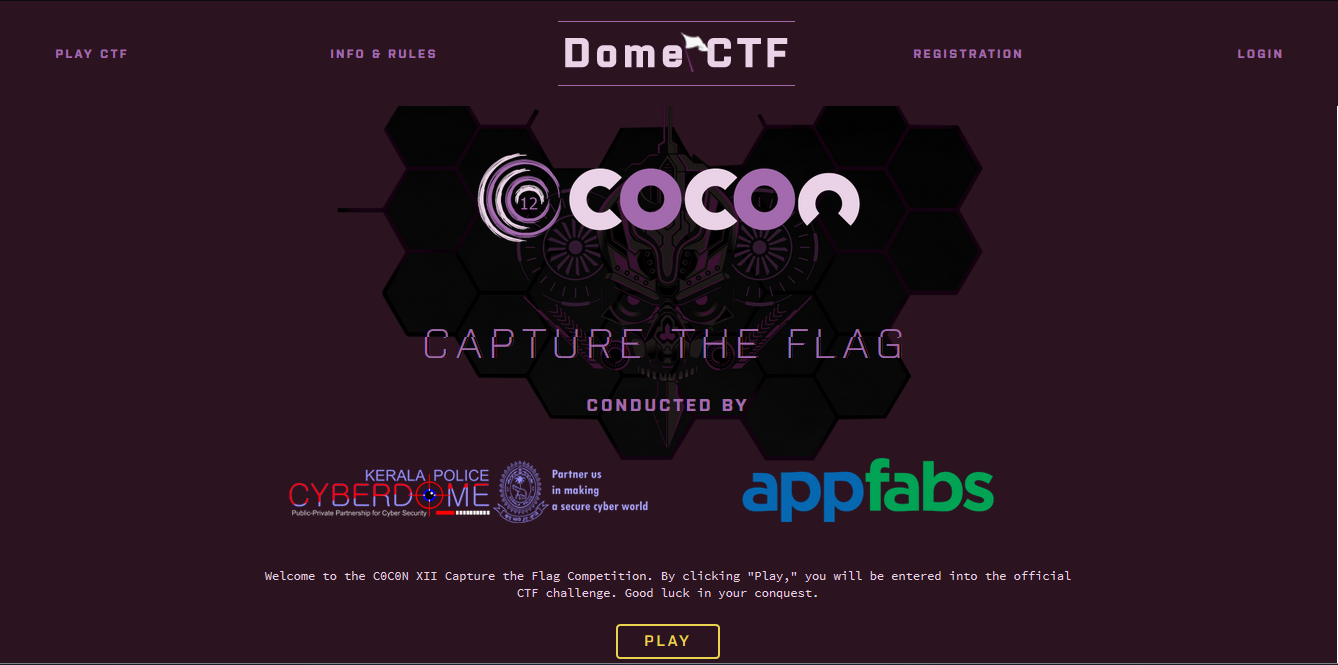 PLAY CTF
INFO & RULES
Dome CTF
REGISTRATION
LOGIN
12
cocon
CAPTURE THE FLAG
CONDUCTED BY
KERALA POLICE
CYBERDOME
Public-Private Partnership for Cyber Security
Partner us
in making
a secure cyber world
appfabs
Welcome to the C0C0N XII Capture the Flag Competition. By clicking "Play," you will be entered into the official
CTF challenge. Good luck in your conquest.
PLAY